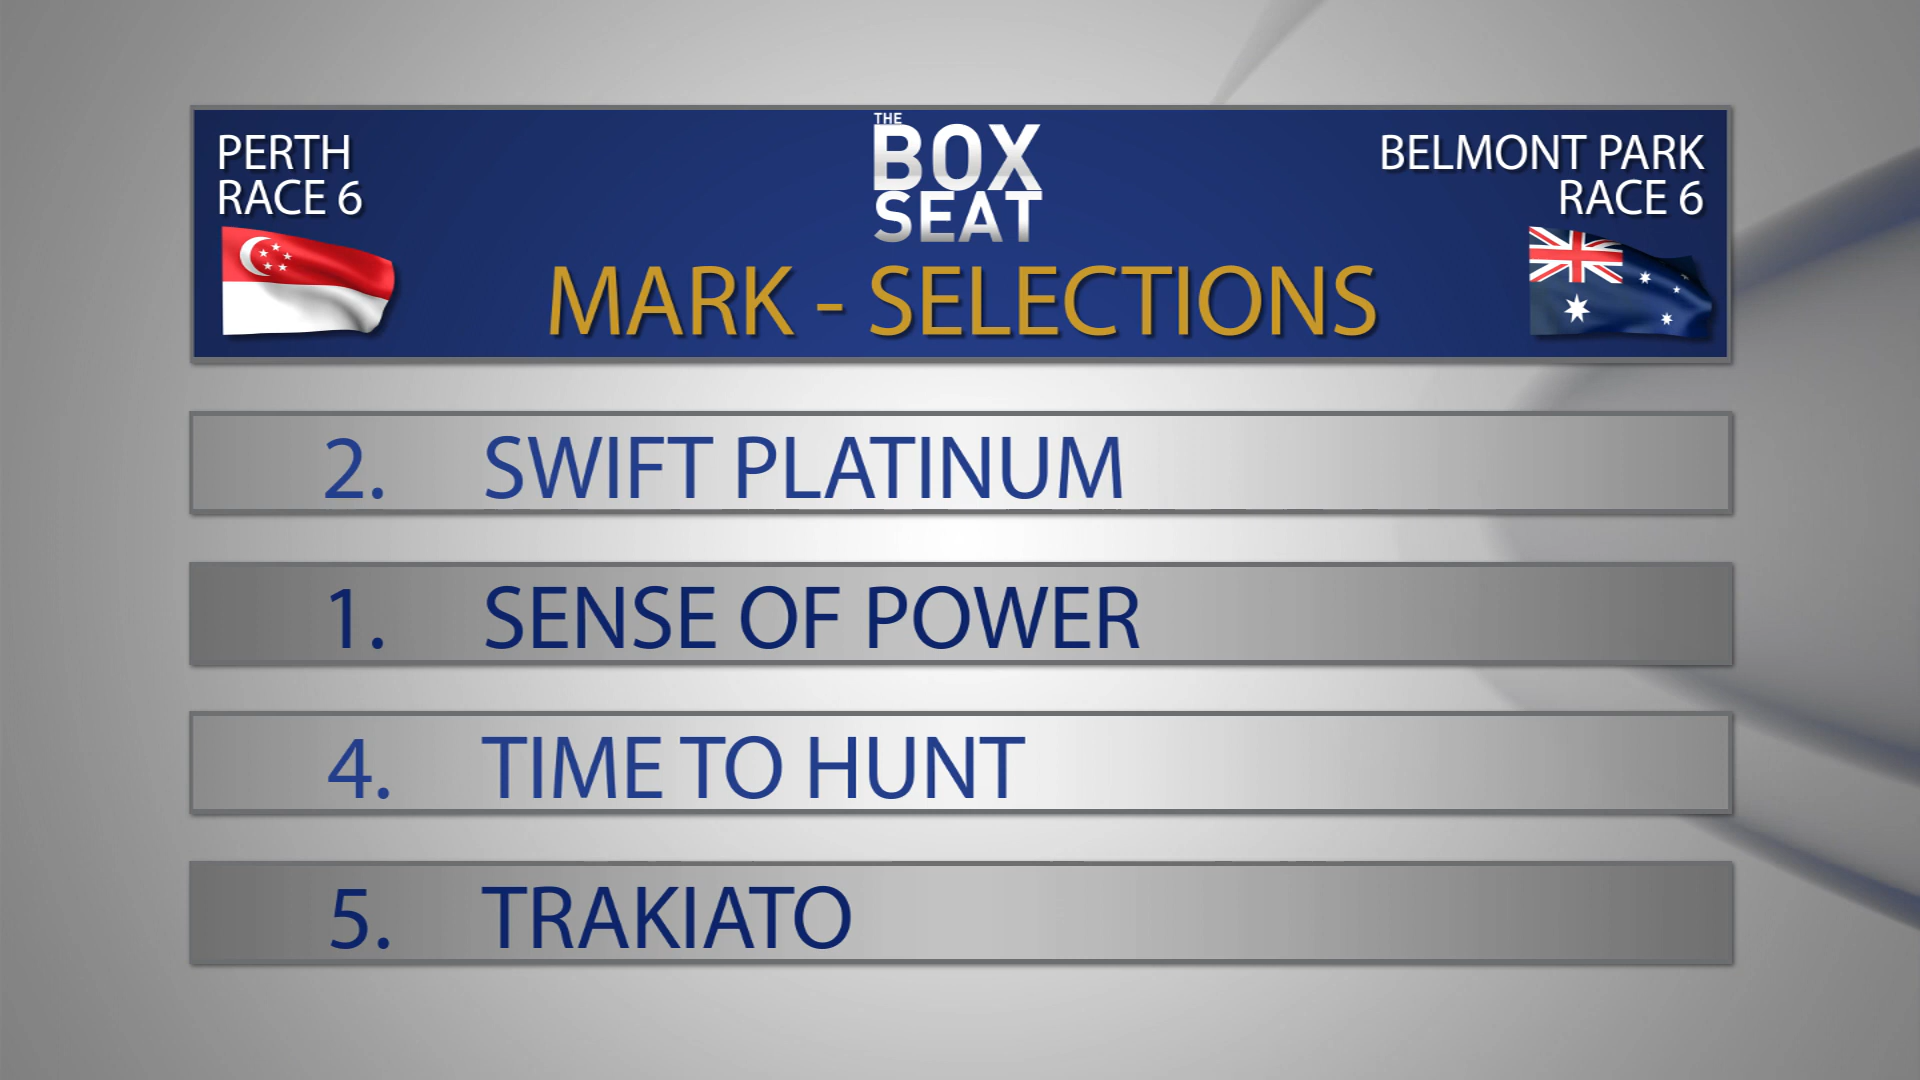 PERTH
RACE 6
THE
BOX
SEAT
BELMONT PARK
RACE 6
MARK - SELECTIONS
2. SWIFT PLATINUM
1. SENSE OF POWER
4. TIME TO HUNT
5. TRAKIATO